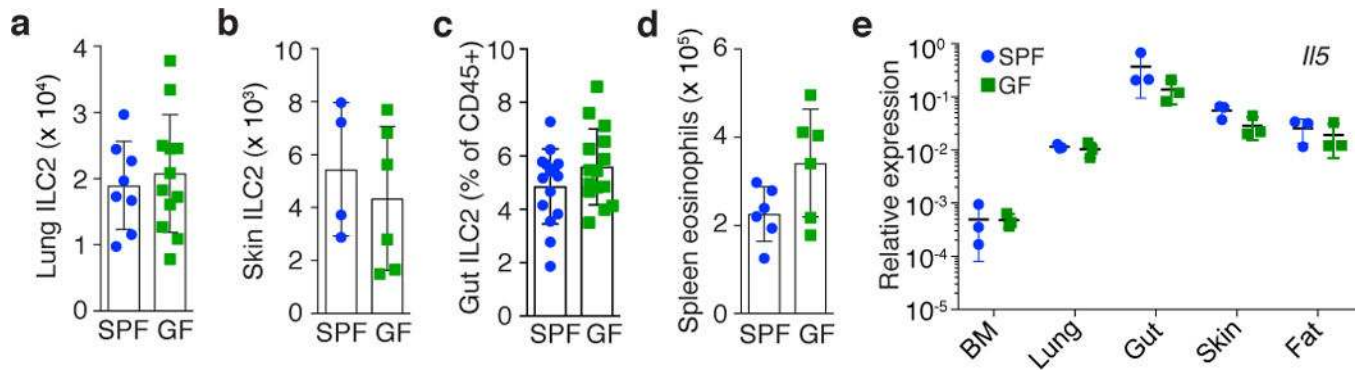 a
Lung ILC2 (x 10⁴)
4
3
2
1
0
SPF GF
b
Skin ILC2 (x 10³)
10
8
6
4
2
0
SPF GF
c
Gut ILC2 (% of CD45+)
10
8
6
4
2
0
SPF GF
d
Spleen eosinophils (x 10⁵)
6
4
2
0
SPF GF
e
Relative expression
10⁰
10⁻¹
10⁻²
10⁻³
10⁻⁴
10⁻⁵
SPF
GF
Il5
BM Lung Gut Skin Fat